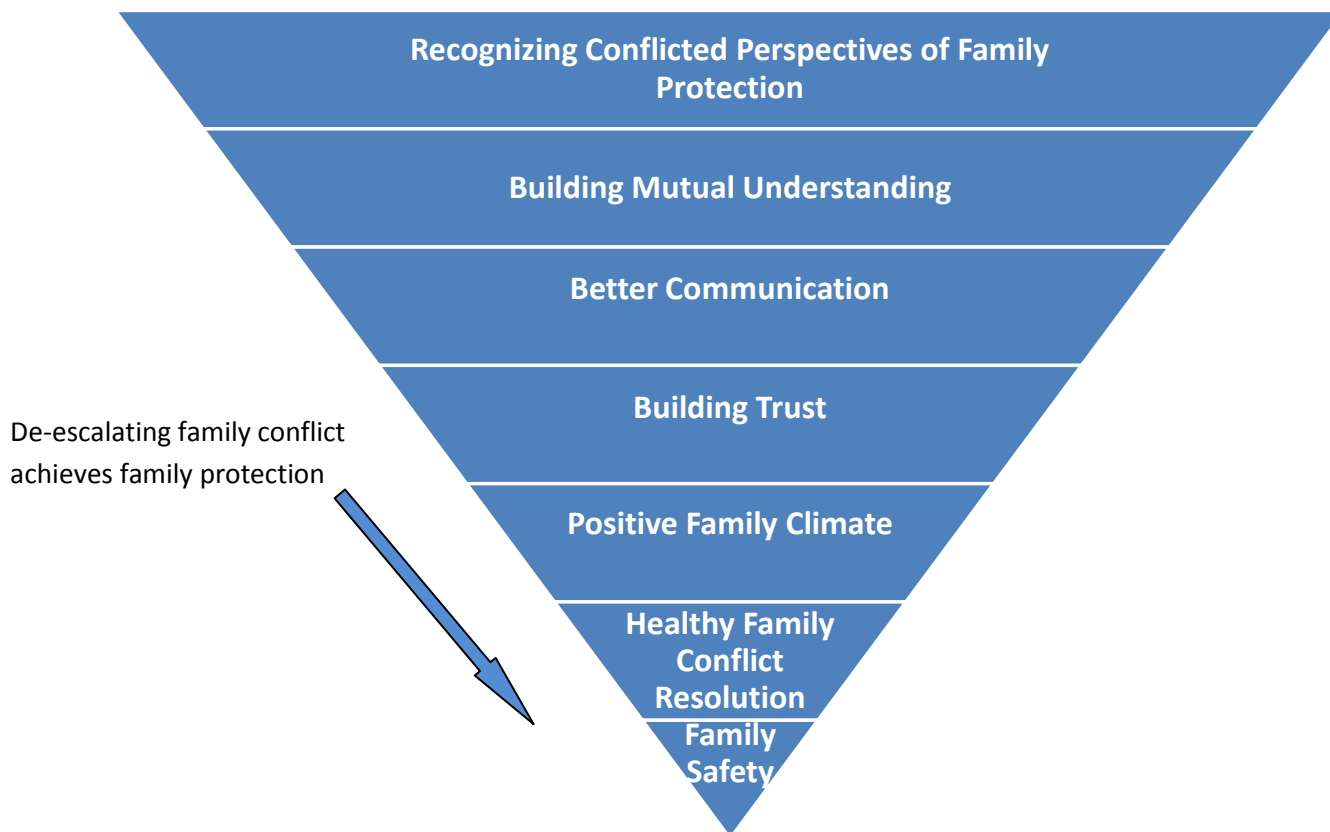 Recognizing Conflicted Perspectives of Family
Protection
Building Mutual Understanding
Better Communication
Building Trust
De-escalating family conflict
achieves family protection
Positive Family Climate
Healthy Family
Conflict
Resolution
Family
Safety